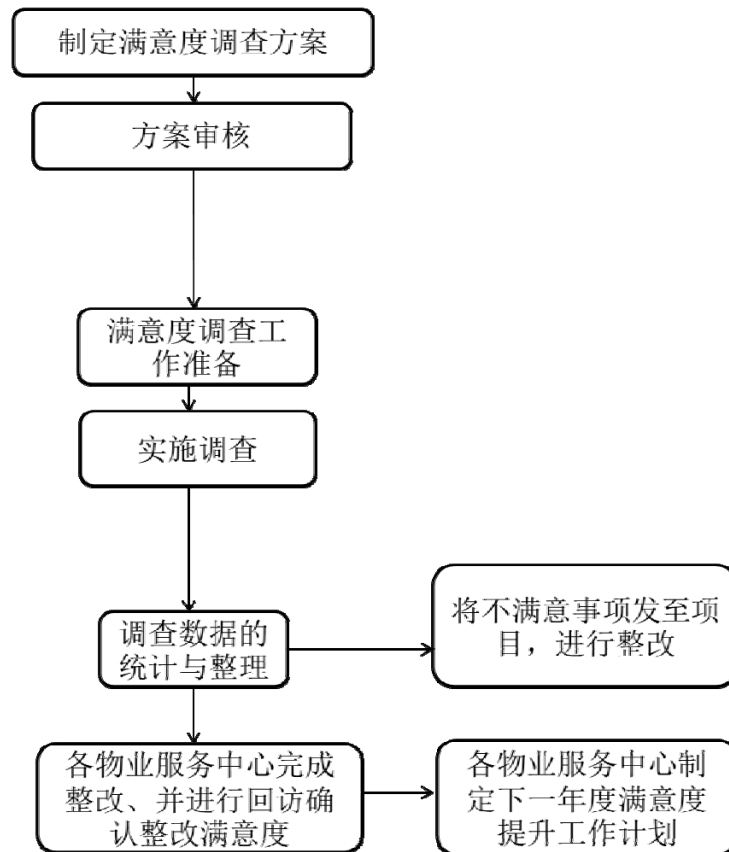 制定满意度调查方案
方案审核
满意度调查工
作准备
实施调查
调查数据的
统计与整理
将不满意事项发至项
目，进行整改
各物业服务中心完成
整改、并进行回访确
认整改满意度
各物业服务中心制
定下一年度满意度
提升工作计划